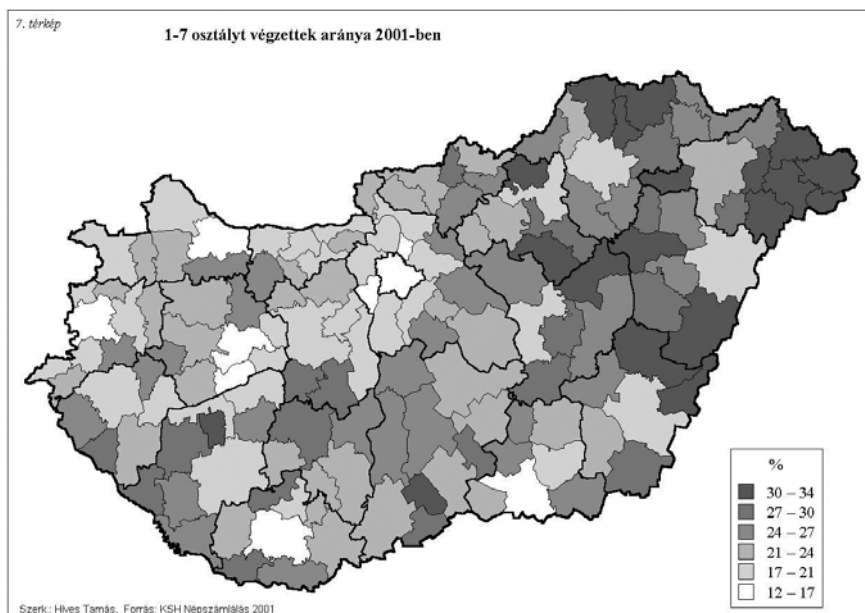 7. térkép
1-7 osztályt végzettek aránya 2001-ben
%
30 – 34
27 – 30
24 – 27
21 – 24
17 – 21
12 – 17
Szerk.: Híves Tamás, Forrás: KSH Népszámlálás 2001